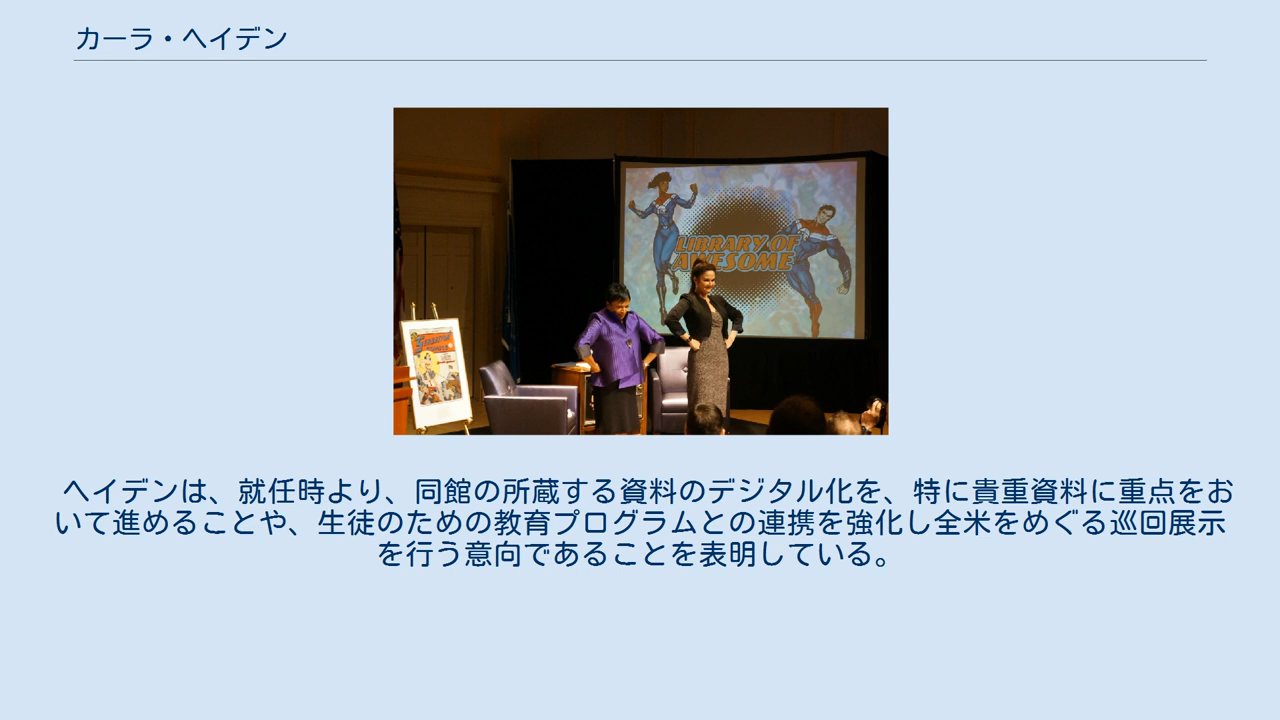 カーラ・ヘイデン
LIBRARY OF
AWESOME
ヘイデンは、就任時より、同館の所蔵する資料のデジタル化を、特に貴重資料に重点をお
いて進めることや、生徒のための教育プログラムとの連携を強化し全米をめぐる巡回展示
を行う意向であることを表明している。